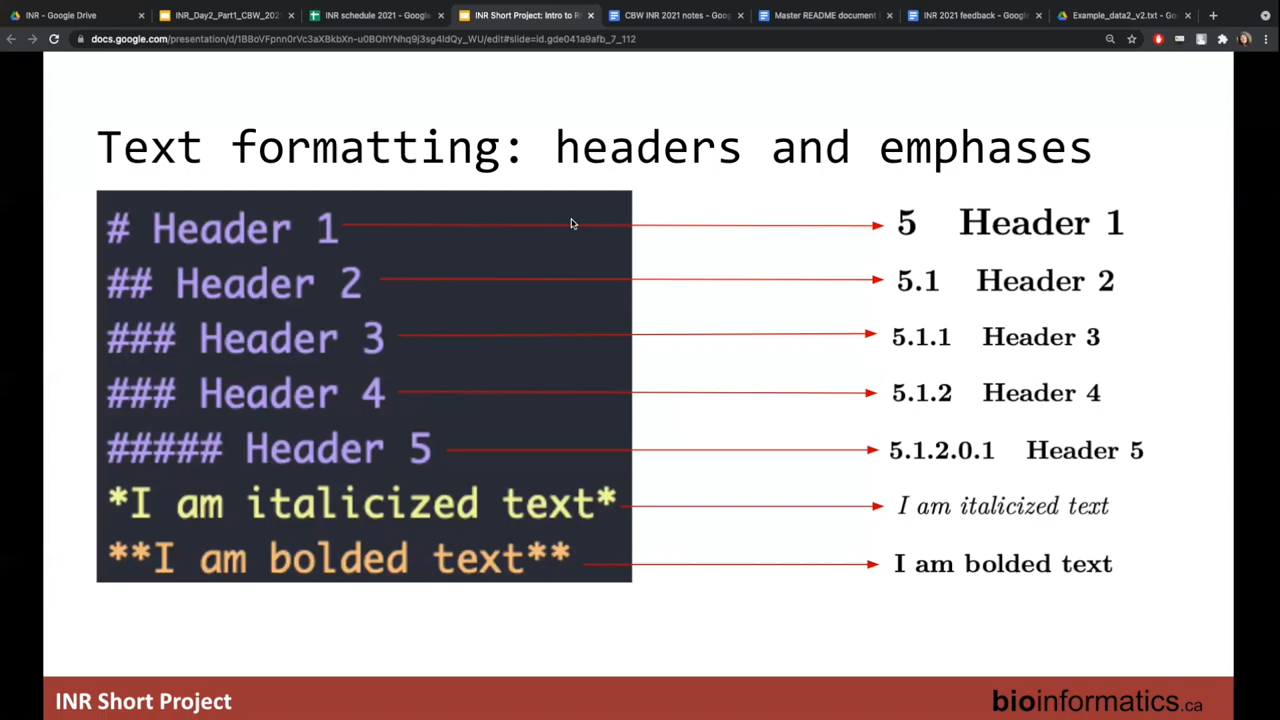 INR - Google Drive
INR_Day2_Part1_CBW_202
INR schedule 2021 - Google
INR Short Project: Intro to R
CBW INR 2021 notes - Goog
Master README document
INR 2021 feedback - Google
Example_data2_v2.txt - Go
docs.google.com/presentation/d/1BBoVFpnn0rVc3aXBkbXn-u0BOhYNhq9j3sg4ldQy_WU/edit#slide=id.gde041a9afb_7_112
Text formatting: headers and emphases
# Header 1
5 Header 1
## Header 2
5.1 Header 2
### Header 3
5.1.1 Header 3
### Header 4
5.1.2 Header 4
##### Header 5
5.1.2.0.1 Header 5
*I am italicized text*
I am italicized text
**I am bolded text**
I am bolded text
INR Short Project
bioinformatics.ca